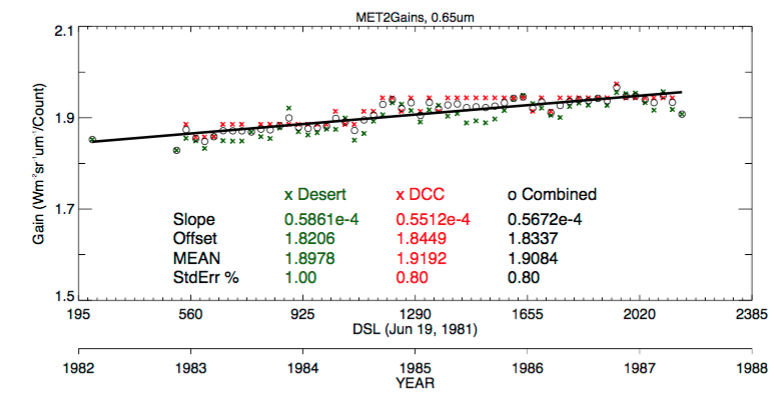 MET2Gains, 0.65um
2.1
1.9
1.7
1.5
Gain (Wm⁻²sr⁻¹um⁻¹/Count)
x Desert x DCC o Combined
Slope 0.5861e-4 0.5512e-4 0.5672e-4
Offset 1.8206 1.8449 1.8337
MEAN 1.8978 1.9192 1.9084
StdErr % 1.00 0.80 0.80
195 560 925 1290 1655 2020 2385
DSL (Jun 19, 1981)
1982 1983 1984 1985 1986 1987 1988
YEAR